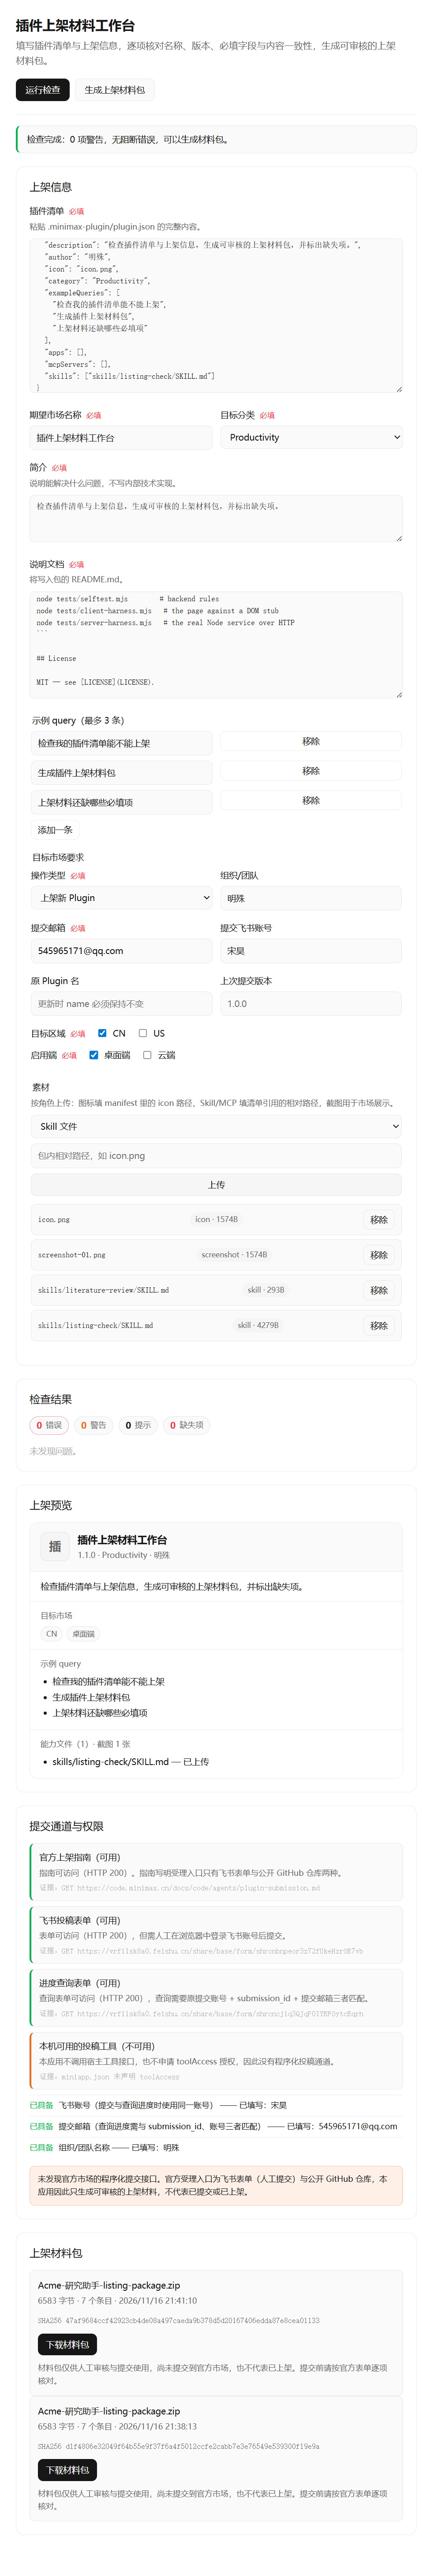 插件上架材料工作台
填写插件清单与上架信息，逐项核对名称、版本、必填字段与内容一致性，生成可审核的上架材料包。
运行检查 生成上架材料包
检查完成：0 项警告，无阻断错误，可以生成材料包。
上架信息
插件清单 必填
粘贴 .minimax-plugin/plugin.json 的完整内容。
"description": "检查插件清单与上架信息，生成可审核的上架材料包，并标出缺失项。",
"author": "明殊",
"icon": "icon.png",
"category": "Productivity",
"exampleQueries": [
"检查我的插件清单能不能上架",
"生成插件上架材料包",
"上架材料还缺哪些必填项"
],
"apps": [],
"mcpServers": [],
"skills": ["skills/listing-check/SKILL.md"]
}
期望市场名称 必填 目标分类 必填
插件上架材料工作台 Productivity
简介 必填
说明能解决什么问题，不写内部技术实现。
检查插件清单与上架信息，生成可审核的上架材料包，并标出缺失项。
说明文档 必填
将写入包的 README.md。
node tests/selftest.mjs # backend rules
node tests/client-harness.mjs # the page against a DOM stub
node tests/server-harness.mjs # the real Node service over HTTP
```
## License
MIT — see [LICENSE](LICENSE).
示例 query（最多 3 条）
检查我的插件清单能不能上架 移除
生成插件上架材料包 移除
上架材料还缺哪些必填项 移除
添加一条
目标市场要求
操作类型 必填 组织/团队
上架新 Plugin 明殊
提交邮箱 必填 提交飞书账号
545965171@qq.com 宋昊
原 Plugin 名 上次提交版本
更新时 name 必须保持不变 1.0.0
目标区域 必填 CN US
启用端 必填 桌面端 云端
素材
按角色上传：图标填 manifest 里的 icon 路径，Skill/MCP 填清单引用的相对路径，截图用于市场展示。
Skill 文件
包内相对路径，如 icon.png
上传
icon.png icon · 1574B 移除
screenshot-01.png screenshot · 1574B 移除
skills/literature-review/SKILL.md skill · 293B 移除
skills/listing-check/SKILL.md skill · 4279B 移除
检查结果
0 错误 0 警告 0 提示 0 缺失项
未发现问题。
上架预览
插 插件上架材料工作台
1.1.0 · Productivity · 明殊
检查插件清单与上架信息，生成可审核的上架材料包，并标出缺失项。
目标市场
CN 桌面端
示例 query
检查我的插件清单能不能上架
生成插件上架材料包
上架材料还缺哪些必填项
能力文件（1）· 截图 1 张
skills/listing-check/SKILL.md — 已上传
提交通道与权限
官方上架指南（可用）
指南可访问（HTTP 200）。指南写明受理入口只有飞书表单与公开 GitHub 仓库两种。
证据：GET https://code.minimax.cn/docs/code/agents/plugin-submission.md
飞书投稿表单（可用）
表单可访问（HTTP 200），但需人工在浏览器中登录飞书账号后提交。
证据：GET
进度查询表单（可用）
查询表单可访问（HTTP 200），查询需要原提交账号 + submission_id + 提交邮箱三者匹配。
证据：GET
本机可用的投稿工具（不可用）
本应用不调用宿主工具接口，也不申请 toolAccess 授权，因此没有程序化投稿通道。
证据：miniapp.json 未声明 toolAccess
已具备 飞书账号（提交与查询进度时使用同一账号） —— 已填写：宋昊
已具备 提交邮箱（查询进度需与 submission_id、账号三者匹配） —— 已填写：545965171@qq.com
已具备 组织/团队名称 —— 已填写：明殊
未发现官方市场的程序化提交接口。官方受理入口为飞书表单（人工提交）与公开 GitHub 仓库，本应用因此只生成可审核的上架材料，不代表已提交或已上架。
上架材料包
Acme-研究助手-listing-package.zip
6583 字节 · 7 个条目 · 2026/11/16 21:41:10
SHA256 47af9684ccf42923cb4de08a497caeda9b378d5d20167406edda87e8cea01133
下载材料包
材料包仅供人工审核与提交使用，尚未提交到官方市场，也不代表已上架。提交前请按官方表单逐项核对。
Acme-研究助手-listing-package.zip
6583 字节 · 7 个条目 · 2026/11/16 21:38:13
SHA256 d1f4806e32049f64b55e9f37f6a4f5012ccfe2cabb7e3e76549e539300f19e9a
下载材料包
材料包仅供人工审核与提交使用，尚未提交到官方市场，也不代表已上架。提交前请按官方表单逐项核对。